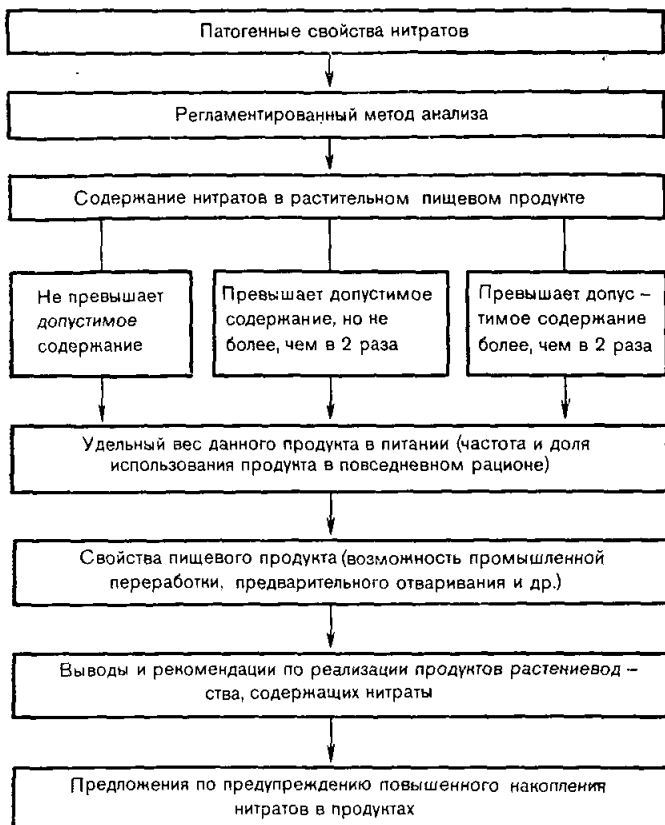 Патогенные свойства нитратов
Регламентированный метод анализа
Содержание нитратов в растительном пищевом продукте
Не превышает
допустимое
содержание
Превышает допустимое
содержание, но не
более, чем в 2 раза
Превышает допус –
тимое содержание
более, чем в 2 раза
Удельный вес данного продукта в питании (частота и доля
использования продукта в повседневном рационе)
Свойства пищевого продукта (возможность промышленной
переработки, предварительного отваривания и др.)
Выводы и рекомендации по реализации продуктов растениевод –
ства, содержащих нитраты
Предложения по предупреждению повышенного накопления
нитратов в продуктах